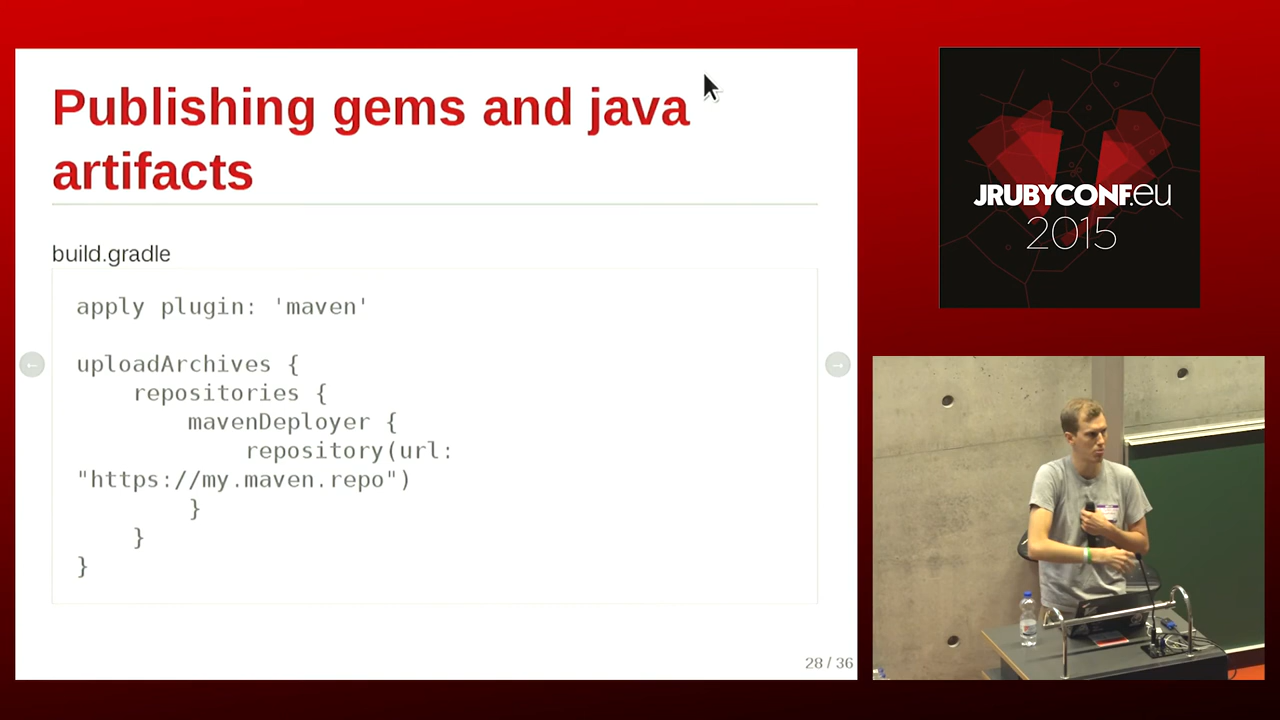 Publishing gems and java
artifacts
build.gradle
apply plugin: 'maven'
uploadArchives {
repositories {
mavenDeployer {
repository(url:
"https://my.maven.repo")
}
}
}
28 / 36
JRUBYCONF.eu
2015